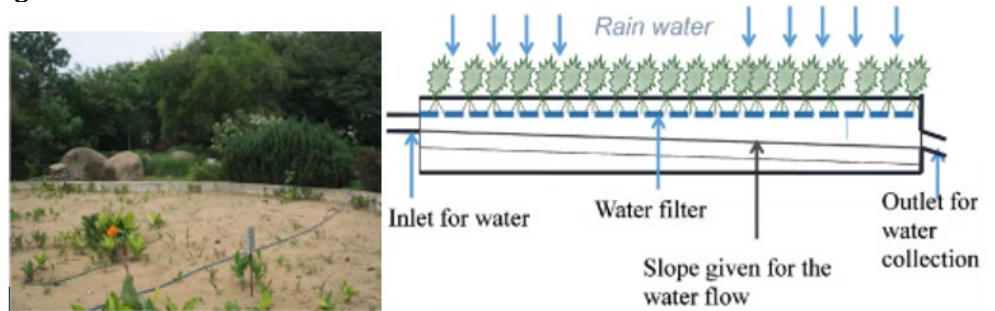 Rain water
Inlet for water
Water filter
Slope given for the
water flow
Outlet for
water
collection